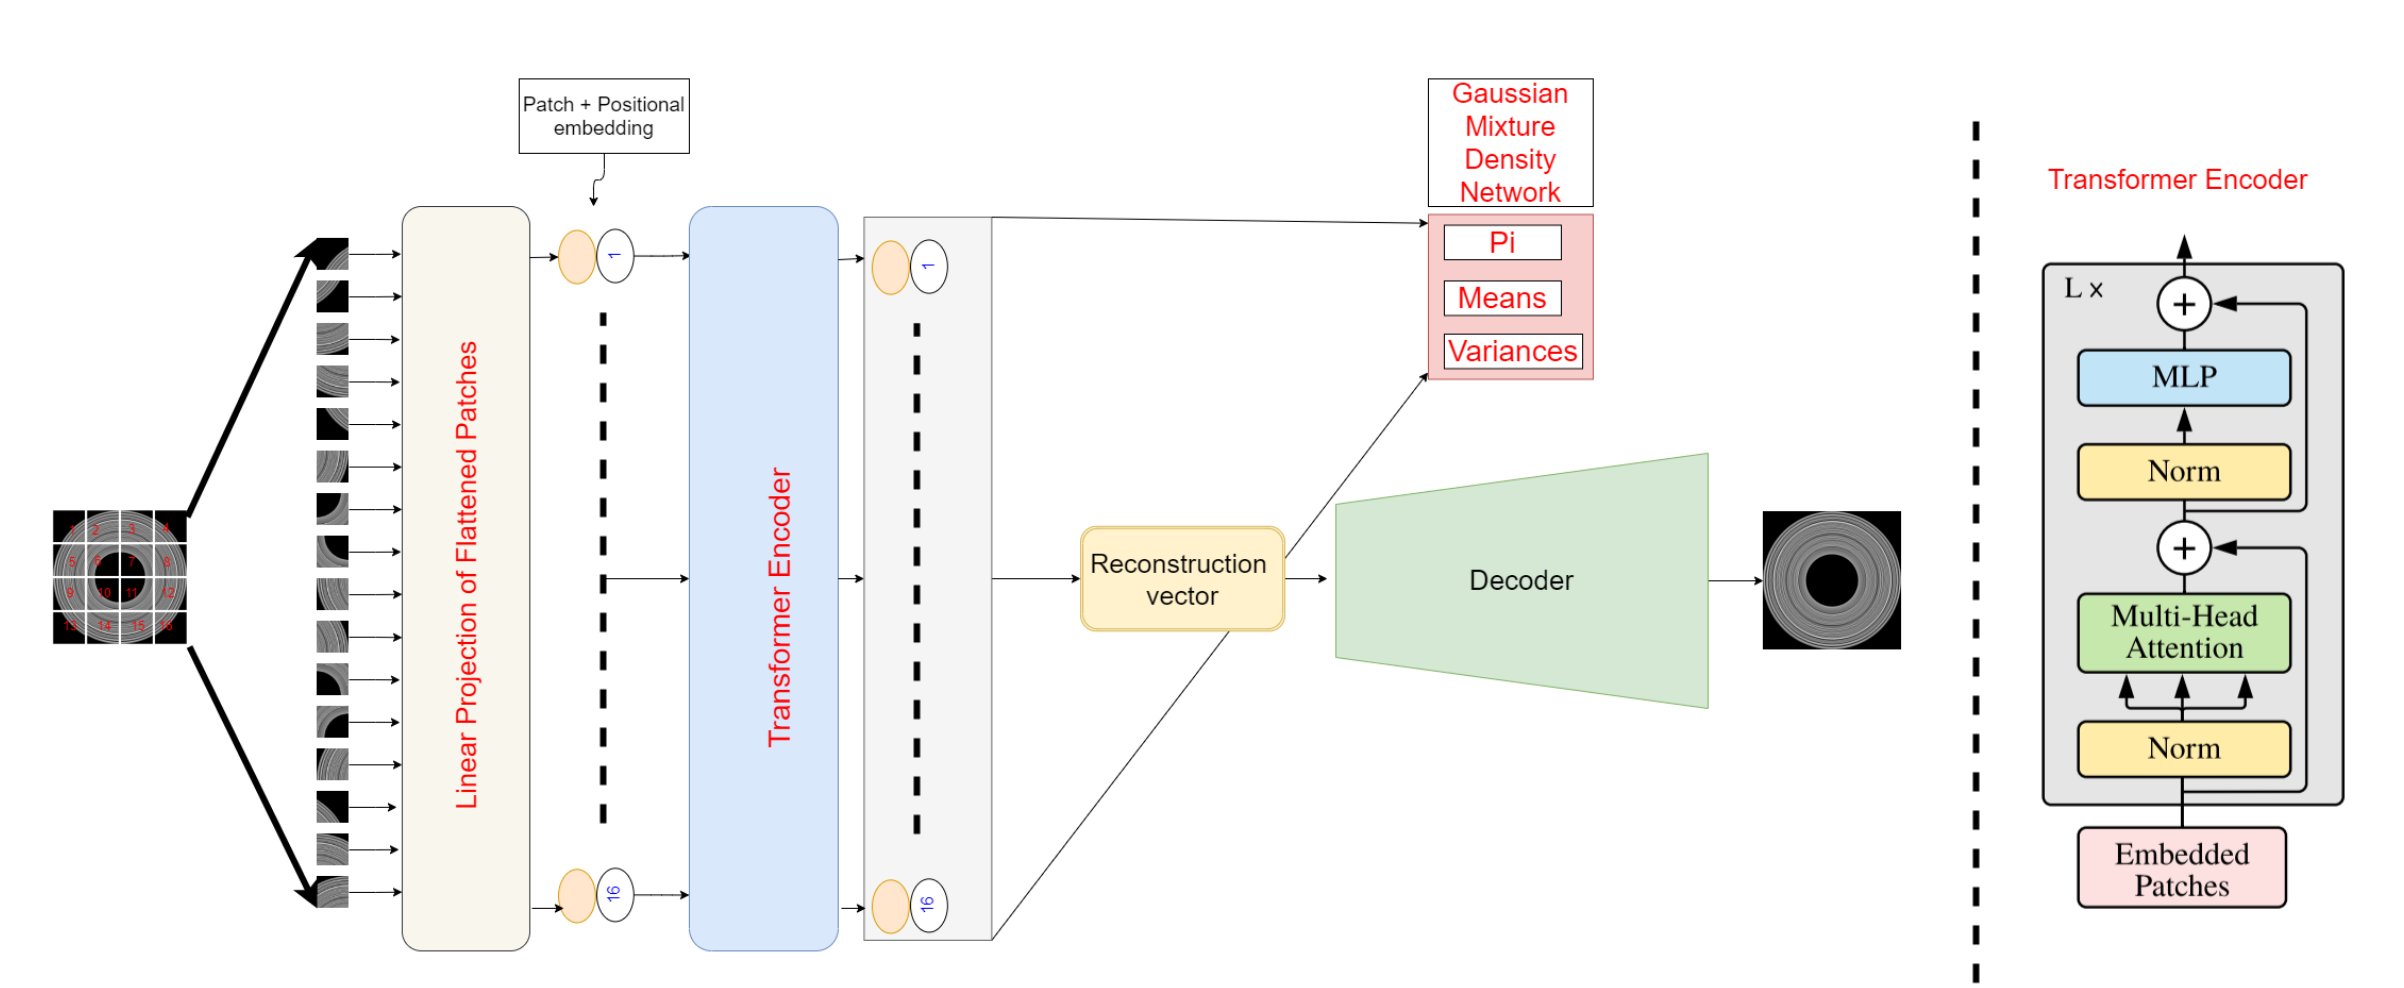 Patch + Positional
embedding
Gaussian
Mixture
Density
Network
Pi
Means
Variances
Linear Projection of Flattened Patches
Transformer Encoder
1
16
1
16
1 2 3 4
5 6 7 8
9 10 11 12
13 14 15 16
Reconstruction
vector
Decoder
Transformer Encoder
L ×
+
MLP
Norm
+
Multi-Head
Attention
Norm
Embedded
Patches